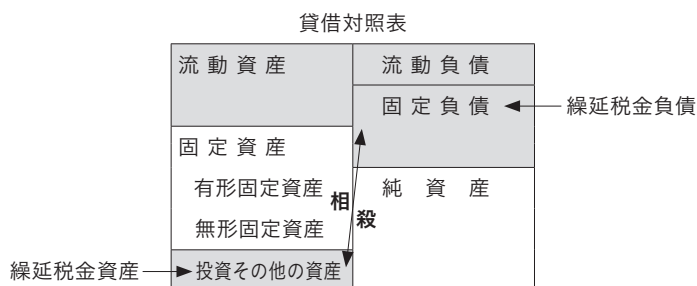 貸借対照表
流動資産
流動負債
固定負債
繰延税金負債
固定資産
有形固定資産
無形固定資産
相殺
純資産
繰延税金資産
投資その他の資産